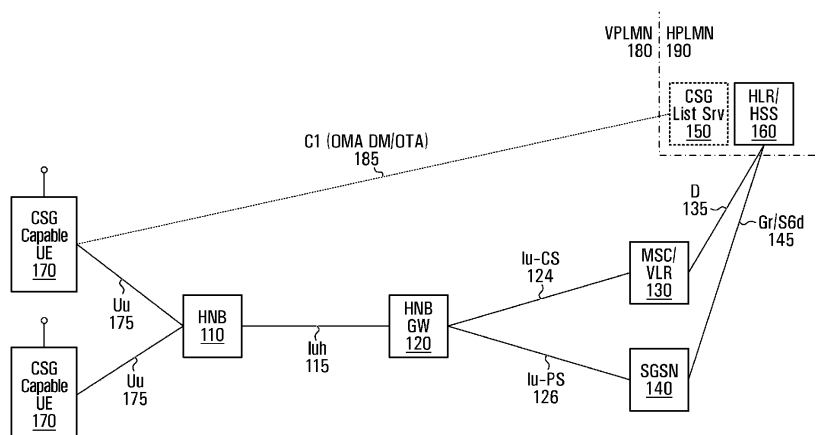 VPLMN
180
HPLMN
190
CSG
List Srv
150
HLR/
HSS
160
C1 (OMA DM/OTA)
185
D
135
Gr/S6d
145
CSG
Capable
UE
170
Uu
175
HNB
110
Iuh
115
HNB
GW
120
Iu-CS
124
MSC/
VLR
130
Iu-PS
126
SGSN
140
CSG
Capable
UE
170
Uu
175